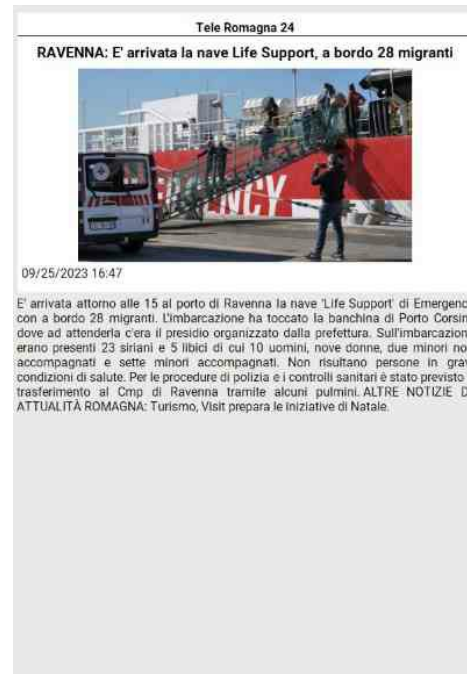 Tele Romagna 24
RAVENNA: E' arrivata la nave Life Support, a bordo 28 migranti
EMERGENCY
09/25/2023 16:47
E' arrivata attorno alle 15 al porto di Ravenna la nave 'Life Support' di Emergenc
con a bordo 28 migranti. L'imbarcazione ha toccato la banchina di Porto Corsin
dove ad attenderla c'era il presidio organizzato dalla prefettura. Sull'imbarcazion
erano presenti 23 siriani e 5 libici di cui 10 uomini, nove donne, due minori no
accompagnati e sette minori accompagnati. Non risultano persone in grav
condizioni di salute. Per le procedure di polizia e i controlli sanitari è stato previsto
trasferimento al Cmp di Ravenna tramite alcuni pulmini. ALTRE NOTIZIE D
ATTUALITÀ ROMAGNA: Turismo, Visit prepara le iniziative di Natale.